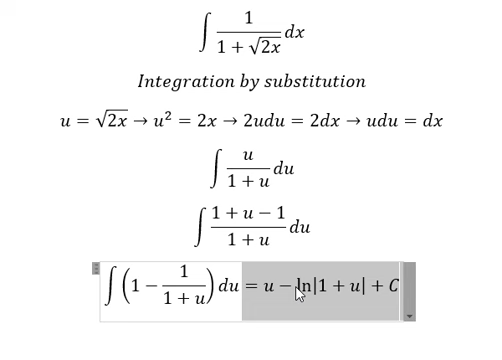 ∫ 1/(1 + √2x) dx
Integration by substitution
u = √2x → u² = 2x → 2udu = 2dx → udu = dx
∫ u/(1 + u) du
∫ (1 + u − 1)/(1 + u) du
∫ (1 − 1/(1 + u)) du = u − ln|1 + u| + C